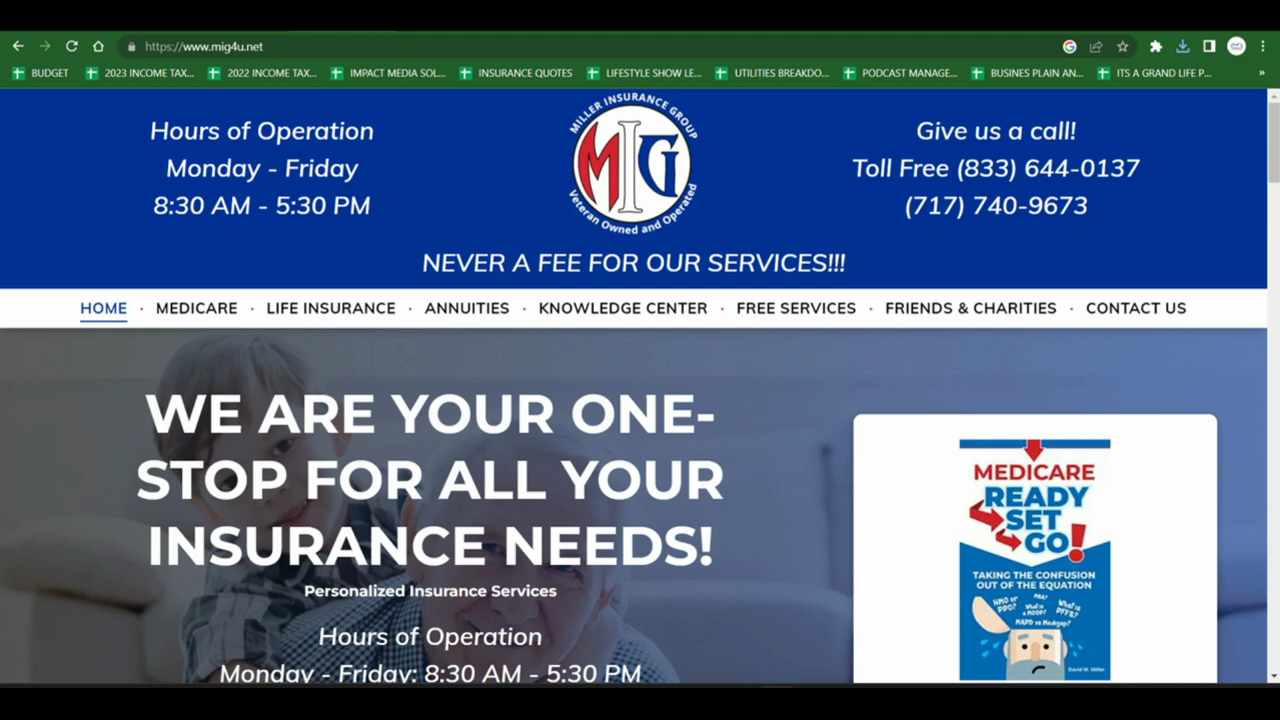 https://www.mig4u.net
BUDGET
2023 INCOME TAX...
2022 INCOME TAX...
IMPACT MEDIA SOL...
INSURANCE QUOTES
LIFESTYLE SHOW LE...
UTILITIES BREAKDO...
PODCAST MANAGE...
BUSINES PLAIN AN...
ITS A GRAND LIFE P...
»
Hours of Operation
Monday - Friday
8:30 AM - 5:30 PM
MILLER INSURANCE GROUP
MIG
Veteran Owned and Operated
Give us a call!
Toll Free (833) 644-0137
(717) 740-9673
NEVER A FEE FOR OUR SERVICES!!!
HOME · MEDICARE · LIFE INSURANCE · ANNUITIES · KNOWLEDGE CENTER · FREE SERVICES · FRIENDS & CHARITIES · CONTACT US
WE ARE YOUR ONE-
STOP FOR ALL YOUR
INSURANCE NEEDS!
Personalized Insurance Services
Hours of Operation
Monday - Friday: 8:30 AM - 5:30 PM
MEDICARE
READY
SET
GO!
TAKING THE CONFUSION
OUT OF THE EQUATION
HMO or
PPO?
MSA?
What is
a MOOP?
What is
PFFS?
MAPD vs Medigap?
David W. Miller